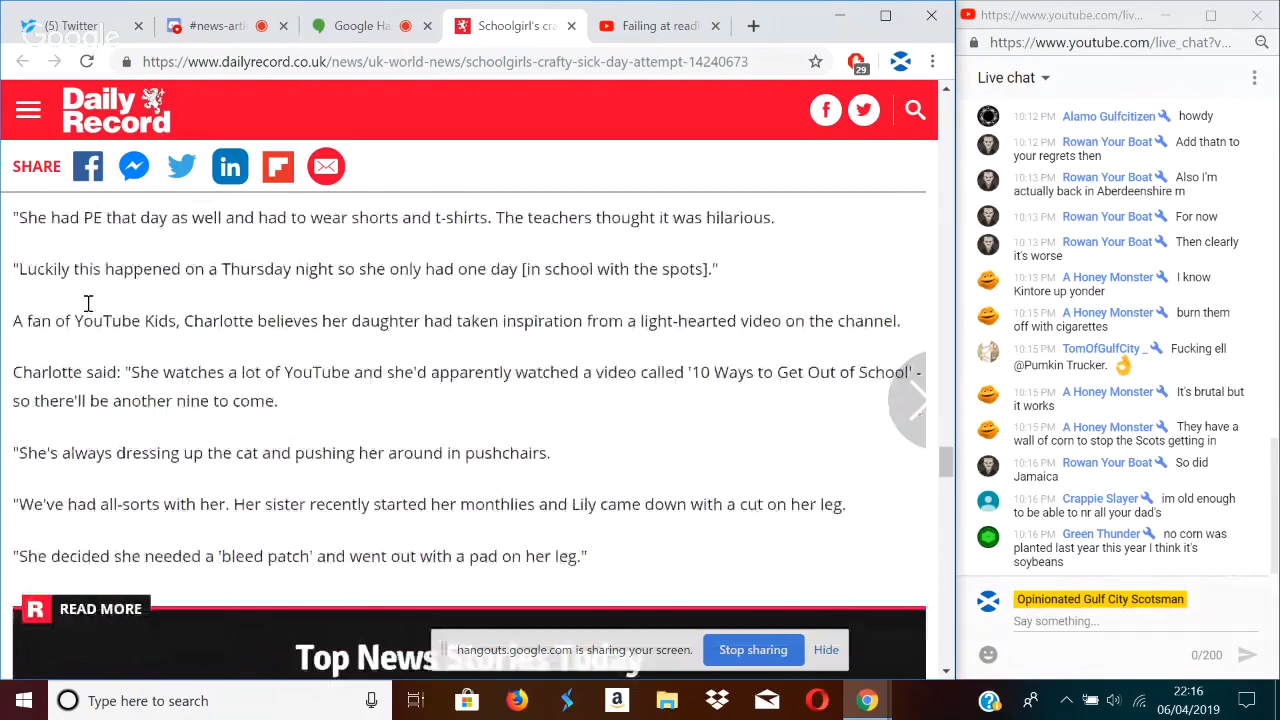 (5) Twitter
#news-arti
Google Ha
Schoolgirl's cra
Failing at readi
Google
https://www.dailyrecord.co.uk/news/uk-world-news/schoolgirls-crafty-sick-day-attempt-14240673
29
Daily
Record
SHARE
"She had PE that day as well and had to wear shorts and t-shirts. The teachers thought it was hilarious.
"Luckily this happened on a Thursday night so she only had one day [in school with the spots]."
A fan of YouTube Kids, Charlotte believes her daughter had taken inspiration from a light-hearted video on the channel.
Charlotte said: "She watches a lot of YouTube and she'd apparently watched a video called '10 Ways to Get Out of School' -
so there'll be another nine to come.
"She's always dressing up the cat and pushing her around in pushchairs.
"We've had all-sorts with her. Her sister recently started her monthlies and Lily came down with a cut on her leg.
"She decided she needed a 'bleed patch' and went out with a pad on her leg."
R READ MORE
Top News Stories Today
hangouts.google.com is sharing your screen.
Stop sharing
Hide
https://www.youtube.com/liv...
https://www.youtube.com/live_chat?v...
Live chat
Alamo Gulfcitizen howdy
10:12 PM Rowan Your Boat Add thatn to
your regrets then
10:13 PM Rowan Your Boat Also I'm
actually back in Aberdeenshire rn
10:13 PM Rowan Your Boat For now
10:13 PM Rowan Your Boat Then clearly
it's worse
10:13 PM A Honey Monster I know
Kintore up yonder
10:15 PM A Honey Monster burn them
off with cigarettes
10:15 PM TomOfGulfCity _ Fucking ell
@Pumkin Trucker. 👌
10:15 PM A Honey Monster It's brutal but
it works
10:15 PM A Honey Monster They have a
wall of corn to stop the Scots getting in
10:16 PM Rowan Your Boat So did
Jamaica
10:16 PM Crappie Slayer im old enough
to be able to nr all your dad's
10:16 PM Green Thunder no corn was
planted last year this year I think it's
soybeans
Opinionated Gulf City Scotsman
Say something...
0/200
Type here to search
22:16
06/04/2019